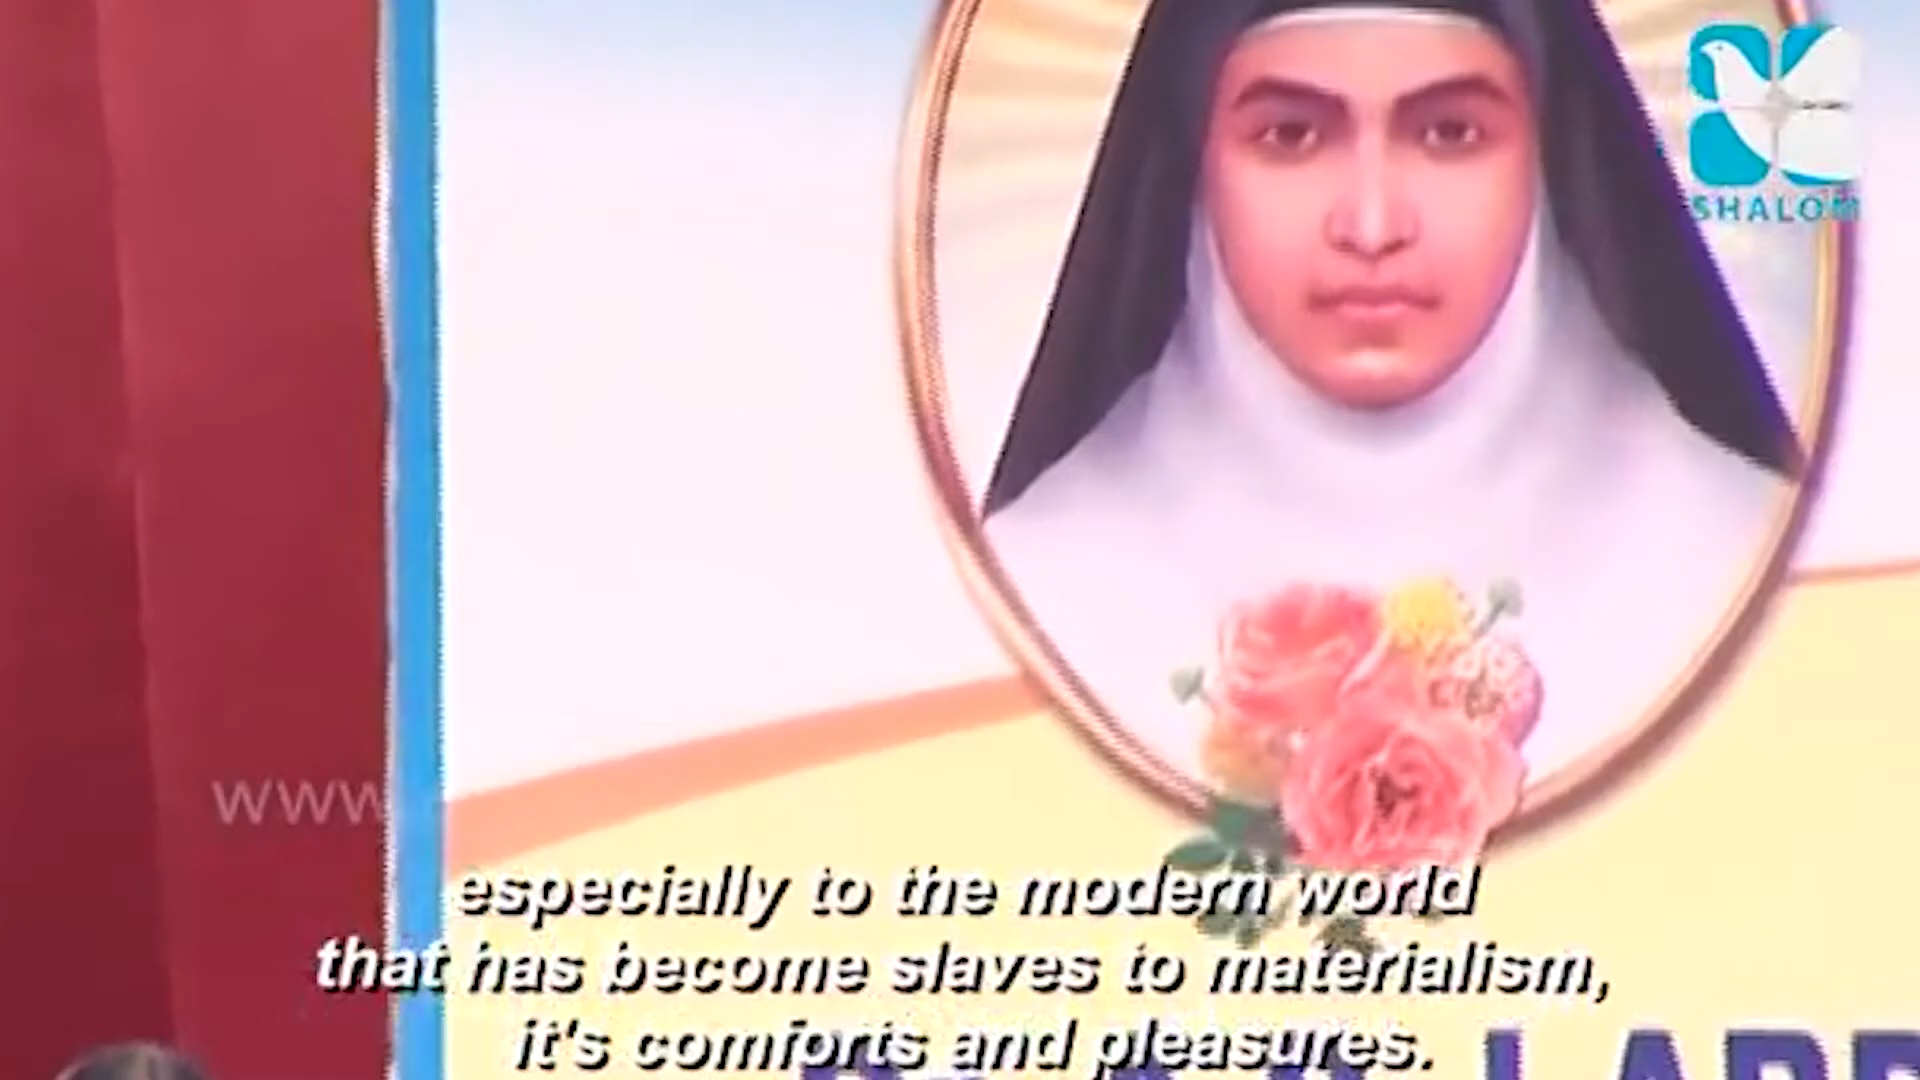 SHALOM
www
especially to the modern world
that has become slaves to materialism,
it's comforts and pleasures.